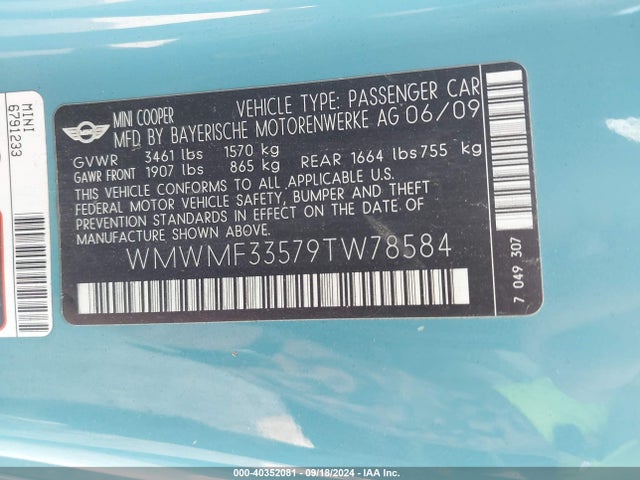 MINI COOPER VEHICLE TYPE: PASSENGER CAR
MFD BY BAYERISCHE MOTORENWERKE AG 06/09
GVWR 3461 lbs 1570 kg
GAWR FRONT 1907 lbs 865 kg REAR 1664 lbs 755 kg
THIS VEHICLE CONFORMS TO ALL APPLICABLE U.S.
FEDERAL MOTOR VEHICLE SAFETY, BUMPER AND THEFT
PREVENTION STANDARDS IN EFFECT ON THE DATE OF
MANUFACTURE SHOWN ABOVE:
WMWMF33579TW78584
7 049 307
MINI
6791233
000-40352081 - 09/18/2024 - IAA Inc.